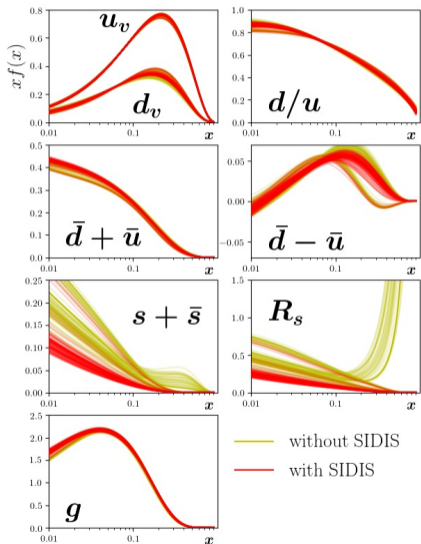 xf(x)
0.8
0.6
0.4
0.2
0.0
u_v
d_v
0.01
0.1
x
1.0
0.8
0.6
0.4
0.2
0.0
d/u
0.01
0.1
x
0.5
0.4
0.3
0.2
0.1
0.0
d̄ + ū
0.01
0.1
x
0.05
0.00
−0.05
d̄ − ū
0.01
0.1
x
0.25
0.20
0.15
0.10
0.05
0.00
s + s̄
0.01
0.1
x
1.5
1.0
0.5
0.0
R_s
0.01
0.1
x
2.5
2.0
1.5
1.0
0.5
0.0
g
0.01
0.1
x
without SIDIS
with SIDIS